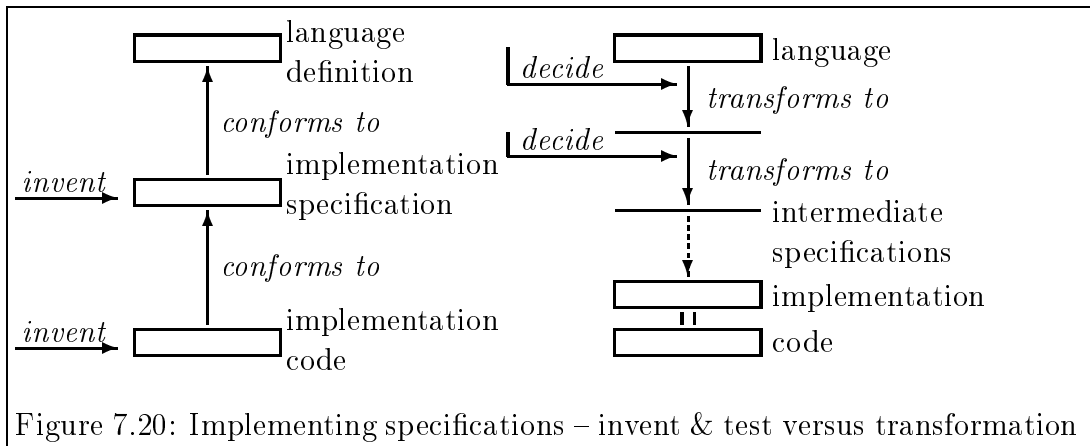 language
definition
conforms to
invent
implementation
specification
conforms to
invent
implementation
code
decide
language
transforms to
decide
transforms to
intermediate
specifications
implementation
code
Figure 7.20: Implementing specifications – invent & test versus transformation